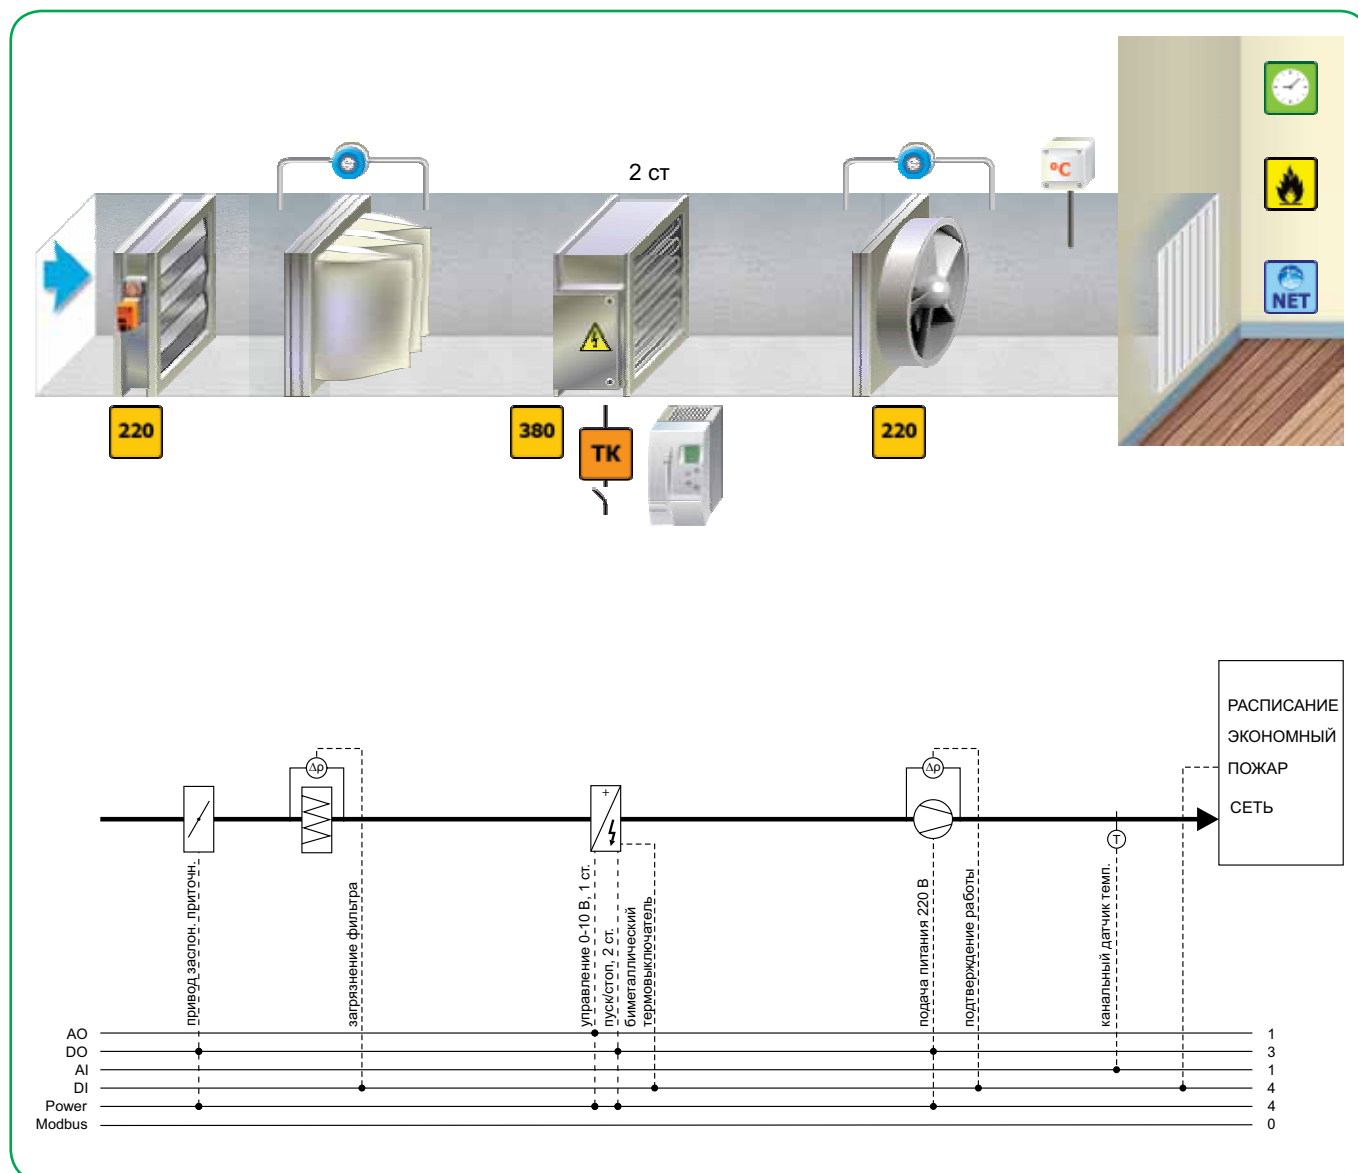 2 ст
°C
NET
220
380
ТК
220
РАСПИСАНИЕ
ЭКОНОМНЫЙ
ПОЖАР
СЕТЬ
Δρ
Δρ
+
T
привод заслон. приточн.
загрязнение фильтра
управление 0-10 В, 1 ст.
пуск/стоп, 2 ст.
биметаллический
термовыключатель
подача питания 220 В
подтверждение работы
канальный датчик темп.
AO 1
DO 3
AI 1
DI 4
Power 4
Modbus 0